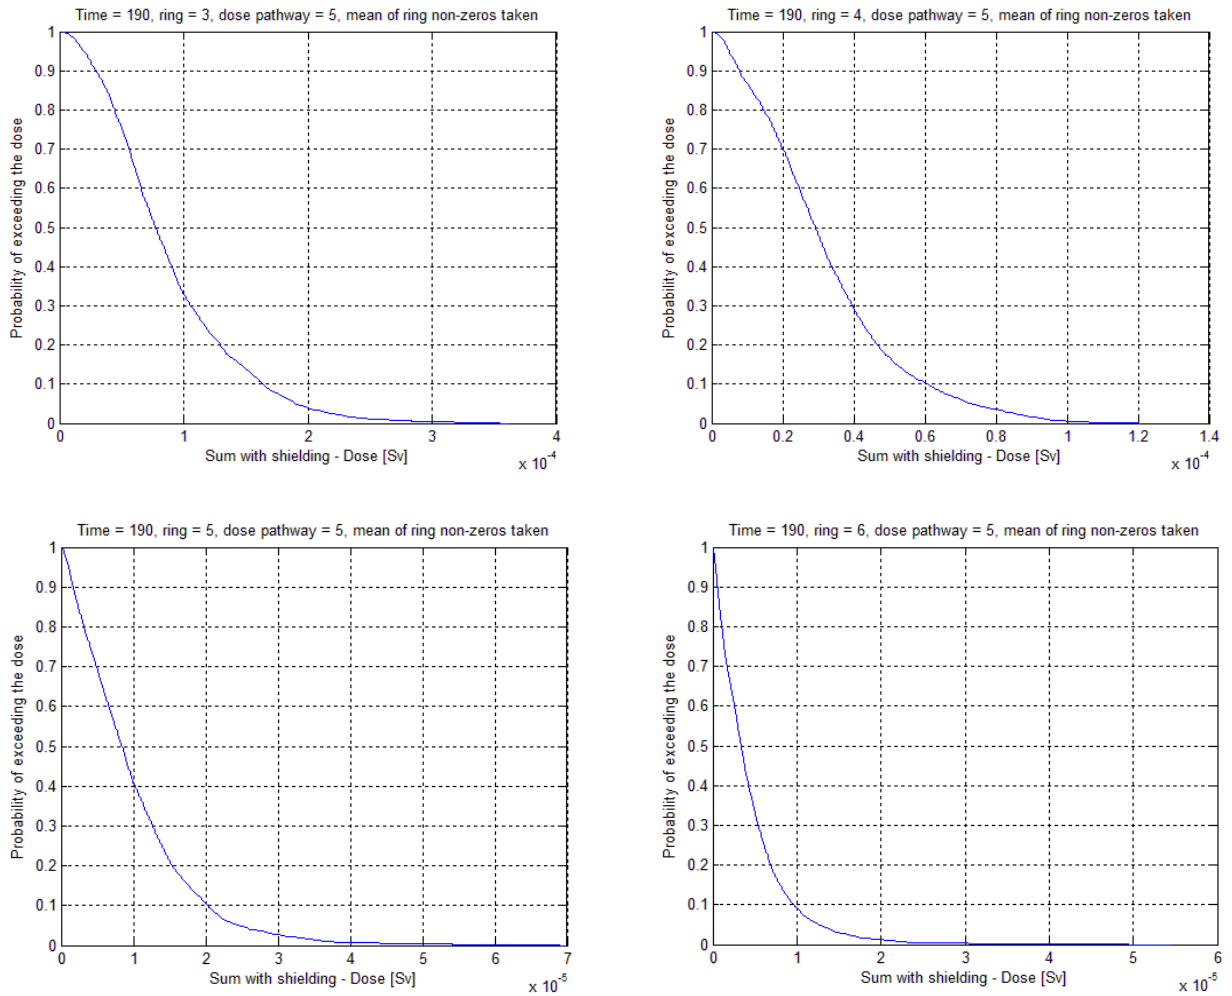 Time = 190, ring = 3, dose pathway = 5, mean of ring non-zeros taken
1
0.9
0.8
0.7
0.6
0.5
0.4
0.3
0.2
0.1
0
Probability of exceeding the dose
0 1 2 3 4
Sum with shielding - Dose [Sv]
x 10-4
Time = 190, ring = 4, dose pathway = 5, mean of ring non-zeros taken
1
0.9
0.8
0.7
0.6
0.5
0.4
0.3
0.2
0.1
0
Probability of exceeding the dose
0 0.2 0.4 0.6 0.8 1 1.2 1.4
Sum with shielding - Dose [Sv]
x 10-4
Time = 190, ring = 5, dose pathway = 5, mean of ring non-zeros taken
1
0.9
0.8
0.7
0.6
0.5
0.4
0.3
0.2
0.1
0
Probability of exceeding the dose
0 1 2 3 4 5 6 7
Sum with shielding - Dose [Sv]
x 10-5
Time = 190, ring = 6, dose pathway = 5, mean of ring non-zeros taken
1
0.9
0.8
0.7
0.6
0.5
0.4
0.3
0.2
0.1
0
Probability of exceeding the dose
0 1 2 3 4 5 6
Sum with shielding - Dose [Sv]
x 10-5